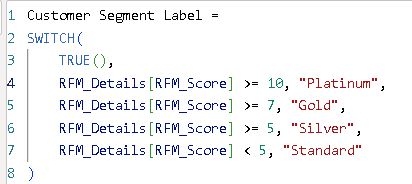 1 Customer Segment Label =
2 SWITCH(
3 TRUE(),
4 RFM_Details[RFM_Score] >= 10, "Platinum",
5 RFM_Details[RFM_Score] >= 7, "Gold",
6 RFM_Details[RFM_Score] >= 5, "Silver",
7 RFM_Details[RFM_Score] < 5, "Standard"
8 )